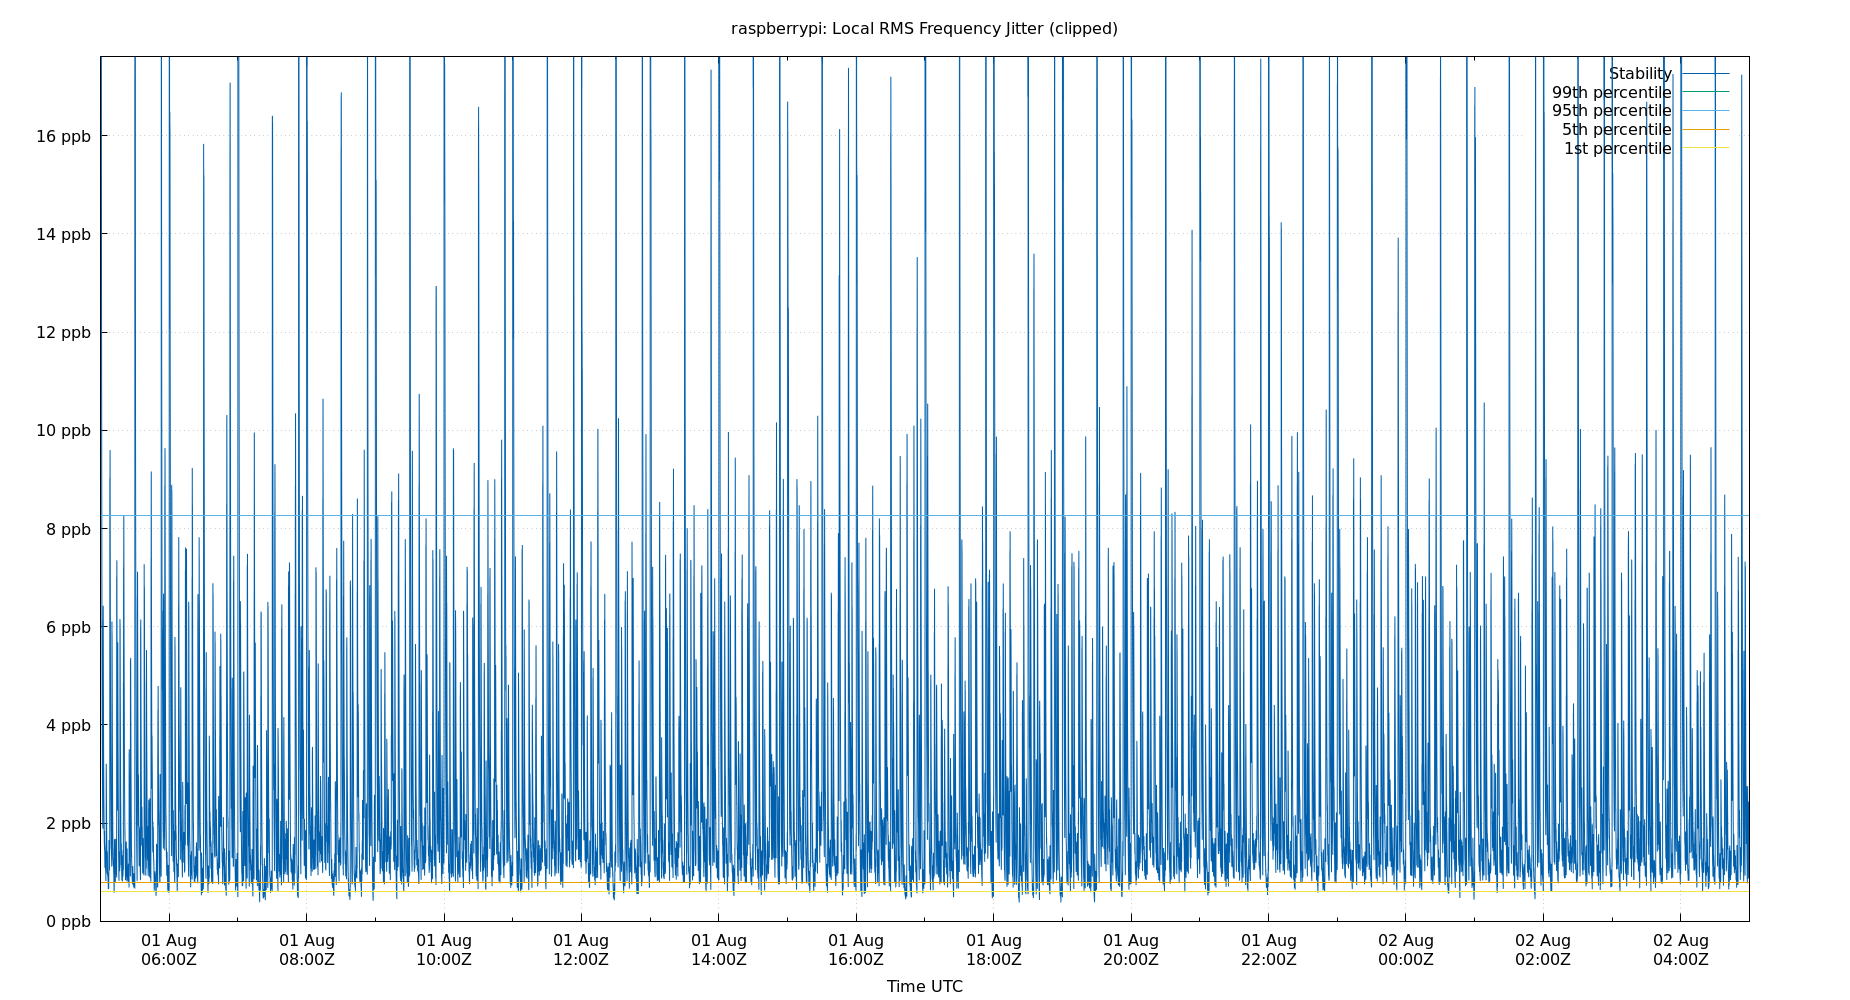 raspberrypi: Local RMS Frequency Jitter (clipped)
Stability
99th percentile
95th percentile
5th percentile
1st percentile
16 ppb
14 ppb
12 ppb
10 ppb
8 ppb
6 ppb
4 ppb
2 ppb
0 ppb
01 Aug 01 Aug 01 Aug 01 Aug 01 Aug 01 Aug 01 Aug 01 Aug 01 Aug 02 Aug 02 Aug 02 Aug
06:00Z 08:00Z 10:00Z 12:00Z 14:00Z 16:00Z 18:00Z 20:00Z 22:00Z 00:00Z 02:00Z 04:00Z
Time UTC